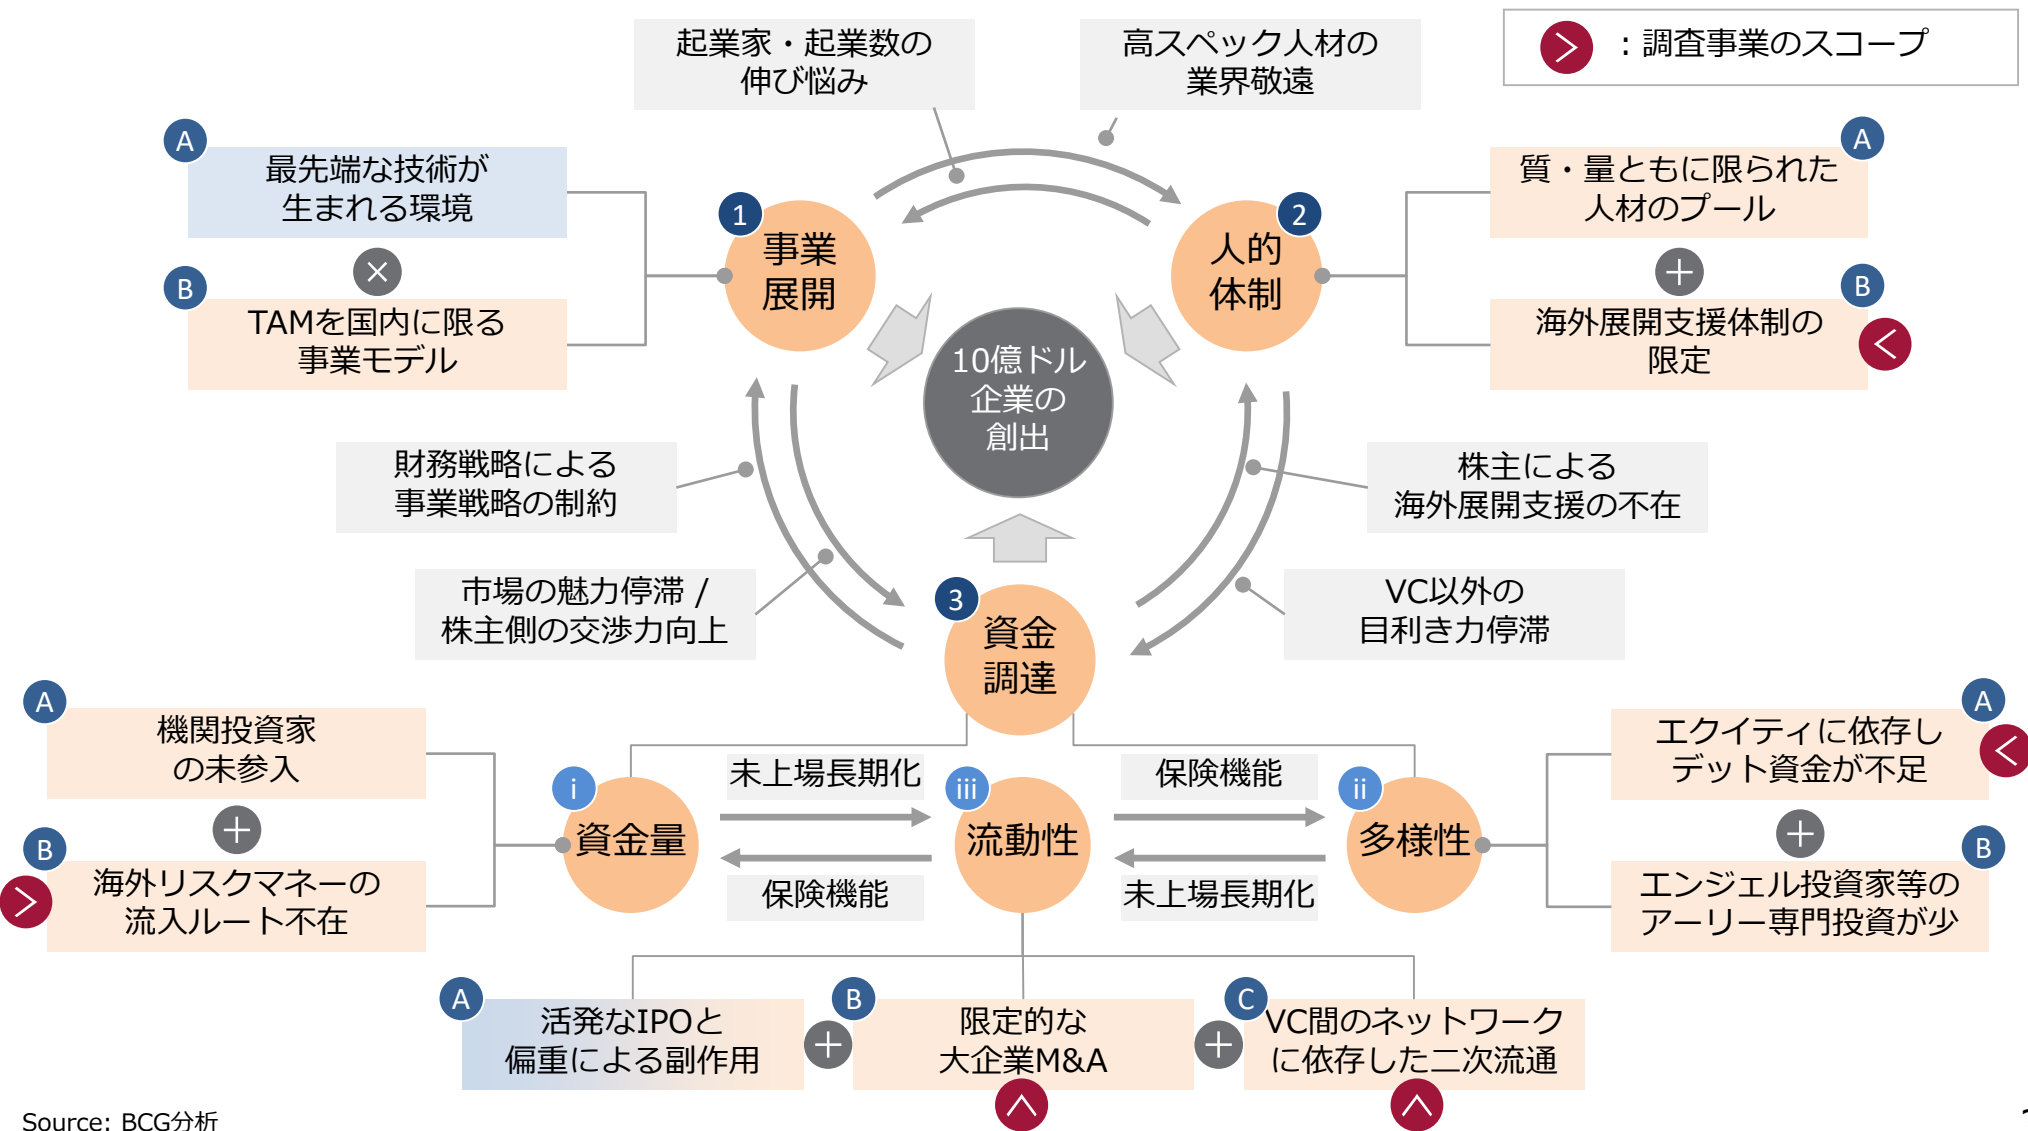 起業家・起業数の
伸び悩み
高スペック人材の
業界敬遠
：調査事業のスコープ
A
最先端な技術が
生まれる環境
×
B
TAMを国内に限る
事業モデル
1
事業
展開
2
人的
体制
A
質・量ともに限られた
人材のプール
+
B
海外展開支援体制の
限定
10億ドル
企業の
創出
財務戦略による
事業戦略の制約
株主による
海外展開支援の不在
市場の魅力停滞 /
株主側の交渉力向上
VC以外の
目利き力停滞
3
資金
調達
A
機関投資家
の未参入
+
B
海外リスクマネーの
流入ルート不在
i
資金量
未上場長期化
保険機能
iii
流動性
保険機能
未上場長期化
ii
多様性
A
エクイティに依存し
デット資金が不足
+
B
エンジェル投資家等の
アーリー専門投資が少
A
活発なIPOと
偏重による副作用
+
B
限定的な
大企業M&A
+
C
VC間のネットワーク
に依存した二次流通
Source: BCG分析